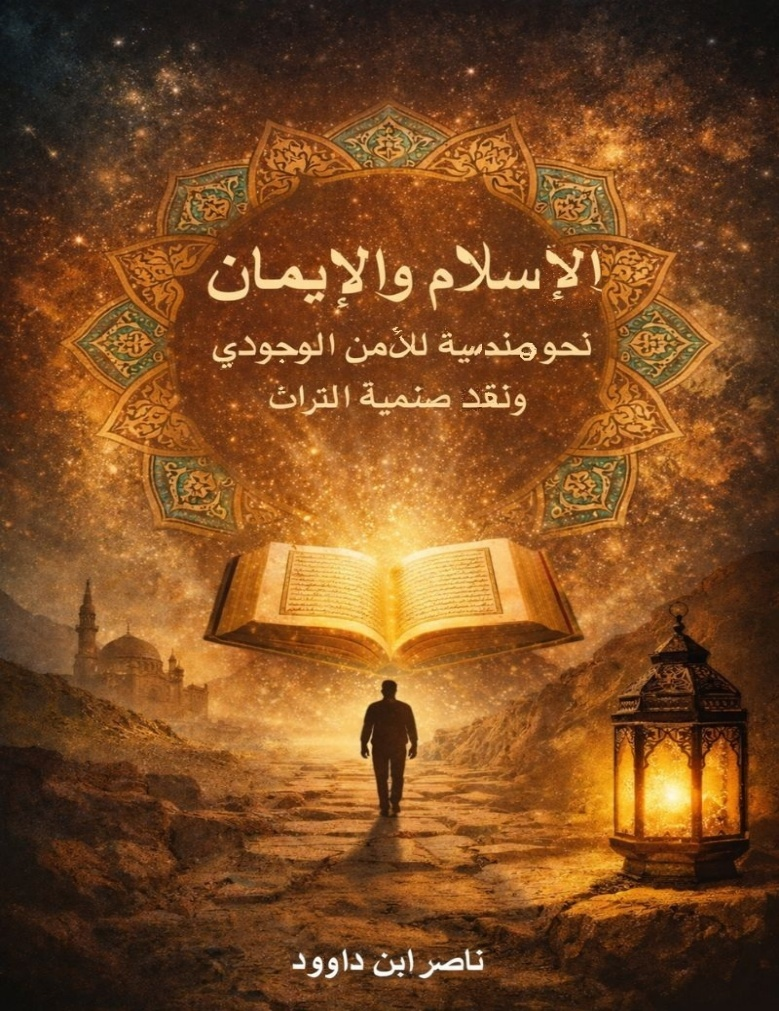 الإسلام والإيمان
نحو هندسية للأمن الوجودي
ونقد صنمية التراث
ناصر ابن داوود